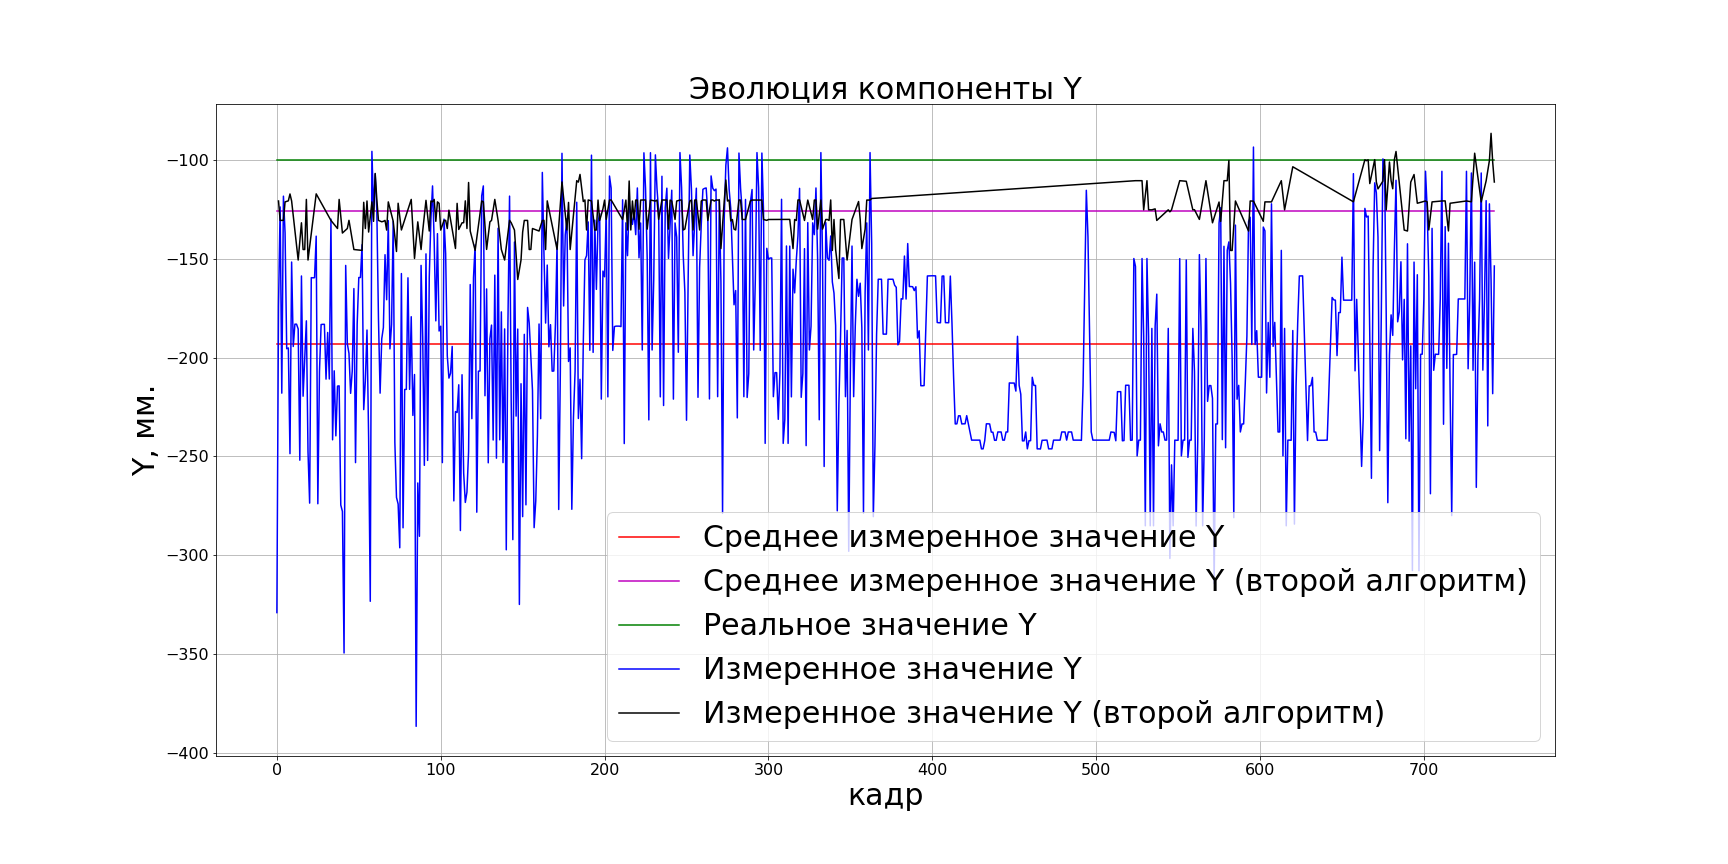 Эволюция компоненты Y
Y, мм.
−100
−150
−200
−250
−300
−350
−400
Среднее измеренное значение Y
Среднее измеренное значение Y (второй алгоритм)
Реальное значение Y
Измеренное значение Y
Измеренное значение Y (второй алгоритм)
0 100 200 300 400 500 600 700
кадр